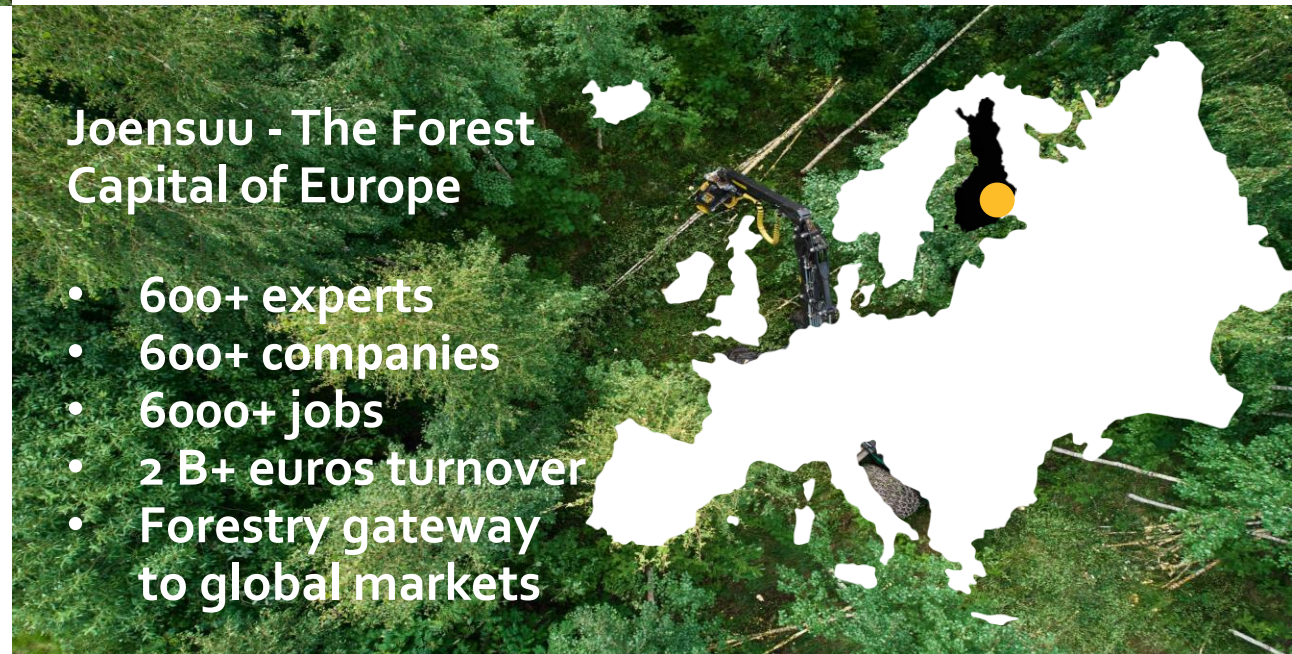 Joensuu - The Forest
Capital of Europe
• 600+ experts
• 600+ companies
• 6000+ jobs
• 2 B+ euros turnover
• Forestry gateway
to global markets